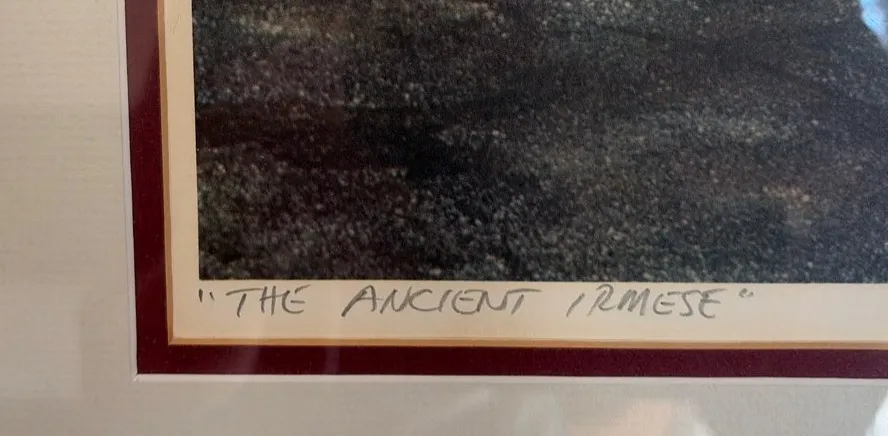 "THE ANCIENT IRMESE"